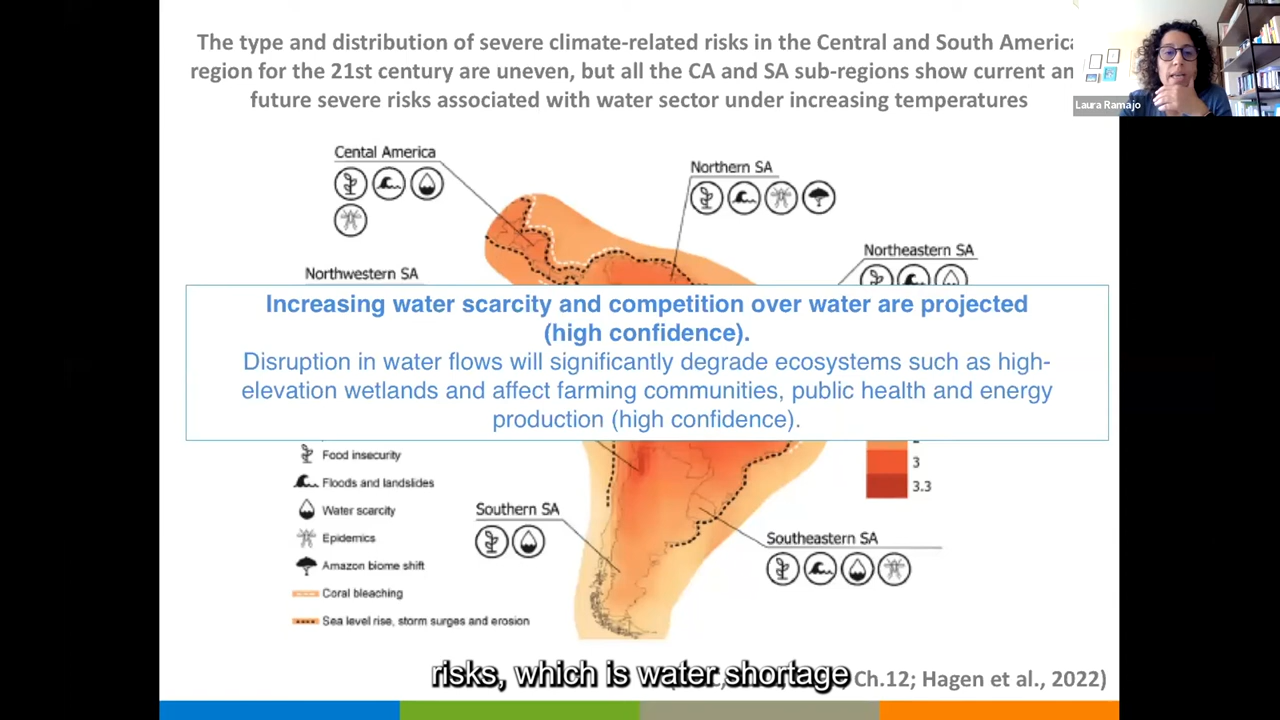 The type and distribution of severe climate-related risks in the Central and South America
region for the 21st century are uneven, but all the CA and SA sub-regions show current an
future severe risks associated with water sector under increasing temperatures
Laura Ramajo
Cental America
Northern SA
Northeastern SA
Northwestern SA
Increasing water scarcity and competition over water are projected
(high confidence).
Disruption in water flows will significantly degrade ecosystems such as high-
elevation wetlands and affect farming communities, public health and energy
production (high confidence).
Food insecurity
Floods and landslides
Water scarcity
Epidemics
Amazon biome shift
Coral bleaching
Sea level rise, storm surges and erosion
3
3.3
Southern SA
Southeastern SA
risks, which is water shortage
Ch.12; Hagen et al., 2022)